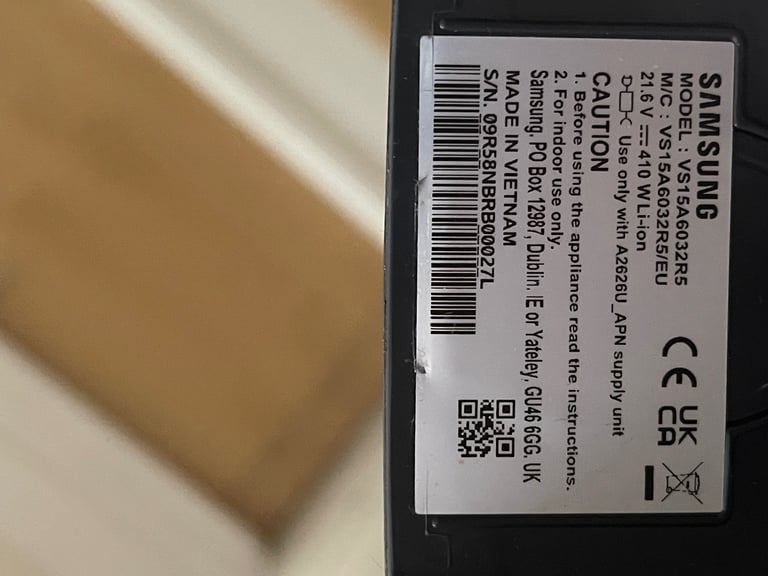 SAMSUNG
MODEL : VS15A6032R5
M/C : VS15A6032R5/EU
21.6 V ⎓ 410 W Li-ion
Use only with A2626U_APN supply unit
CAUTION
1. Before using the appliance read the instructions.
2. For indoor use only.
Samsung, PO Box 12987, Dublin. IE or Yateley, GU46 6GG. UK
MADE IN VIETNAM
S/N. 09R58NBRB00027L
CE
UK
CA